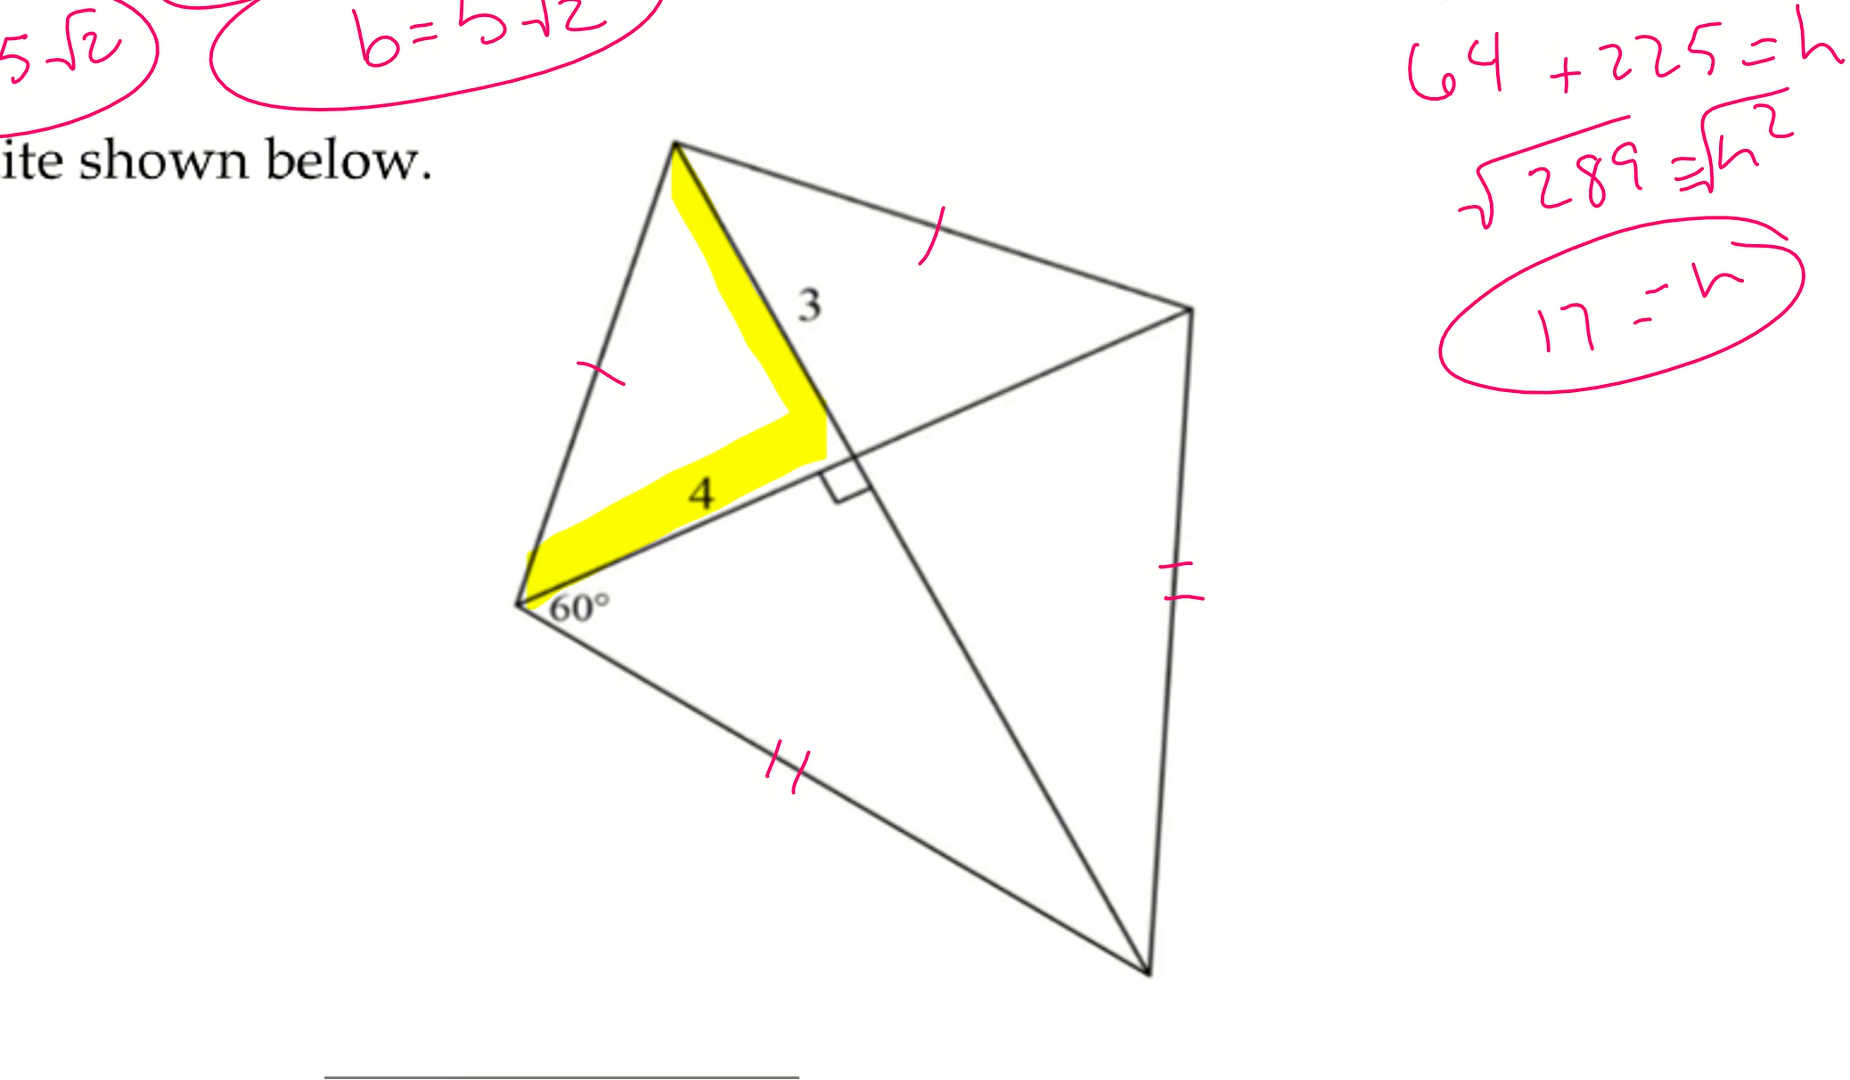 5√2
b=5√2
64+225=h
√289=√h²
17=h
ite shown below.
3
4
60°